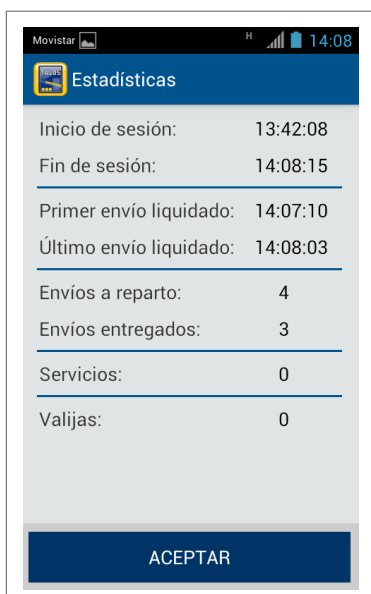 Movistar H 14:08
TALOS
Estadísticas
Inicio de sesión: 13:42:08
Fin de sesión: 14:08:15
Primer envío liquidado: 14:07:10
Último envío liquidado: 14:08:03
Envíos a reparto: 4
Envíos entregados: 3
Servicios: 0
Valijas: 0
ACEPTAR